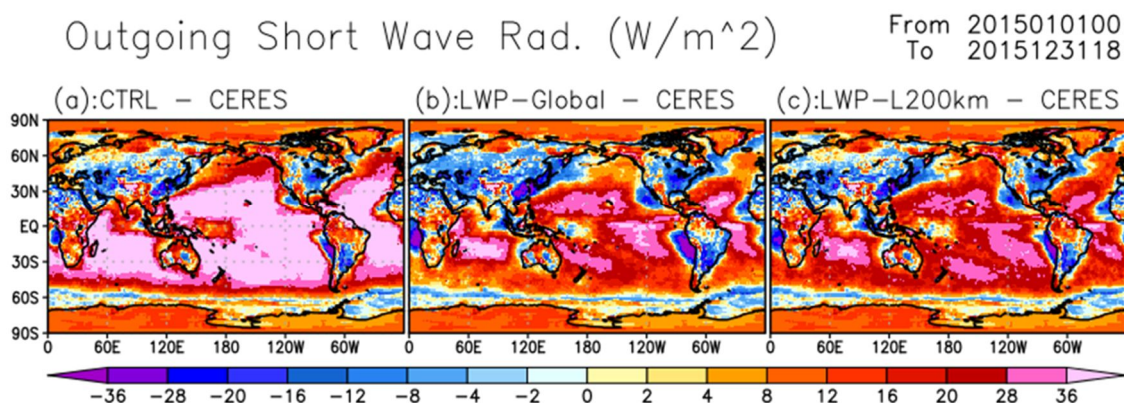 Outgoing Short Wave Rad. (W/m^2)
From 2015010100
To 2015123118
(a):CTRL - CERES
(b):LWP-Global - CERES
(c):LWP-L200km - CERES
90N
60N
30N
EQ
30S
60S
90S
0 60E 120E 180 120W 60W
0 60E 120E 180 120W 60W
0 60E 120E 180 120W 60W
-36 -28 -20 -16 -12 -8 -4 -2 0 2 4 8 12 16 20 28 36